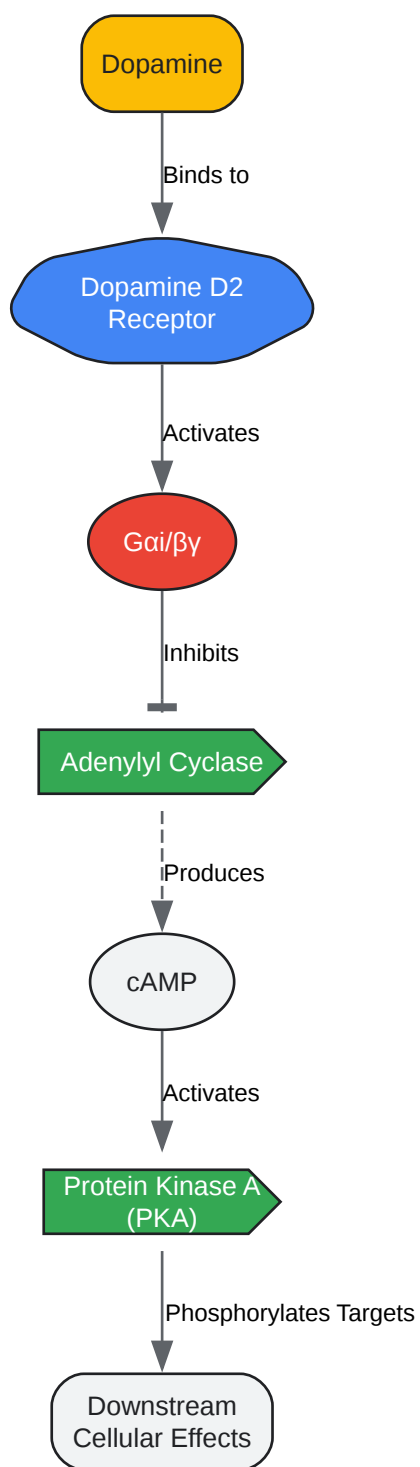 Dopamine
Binds to
Dopamine D2
Receptor
Activates
Gαi/βγ
Inhibits
Adenylyl Cyclase
Produces
cAMP
Activates
Protein Kinase A
(PKA)
Phosphorylates Targets
Downstream
Cellular Effects